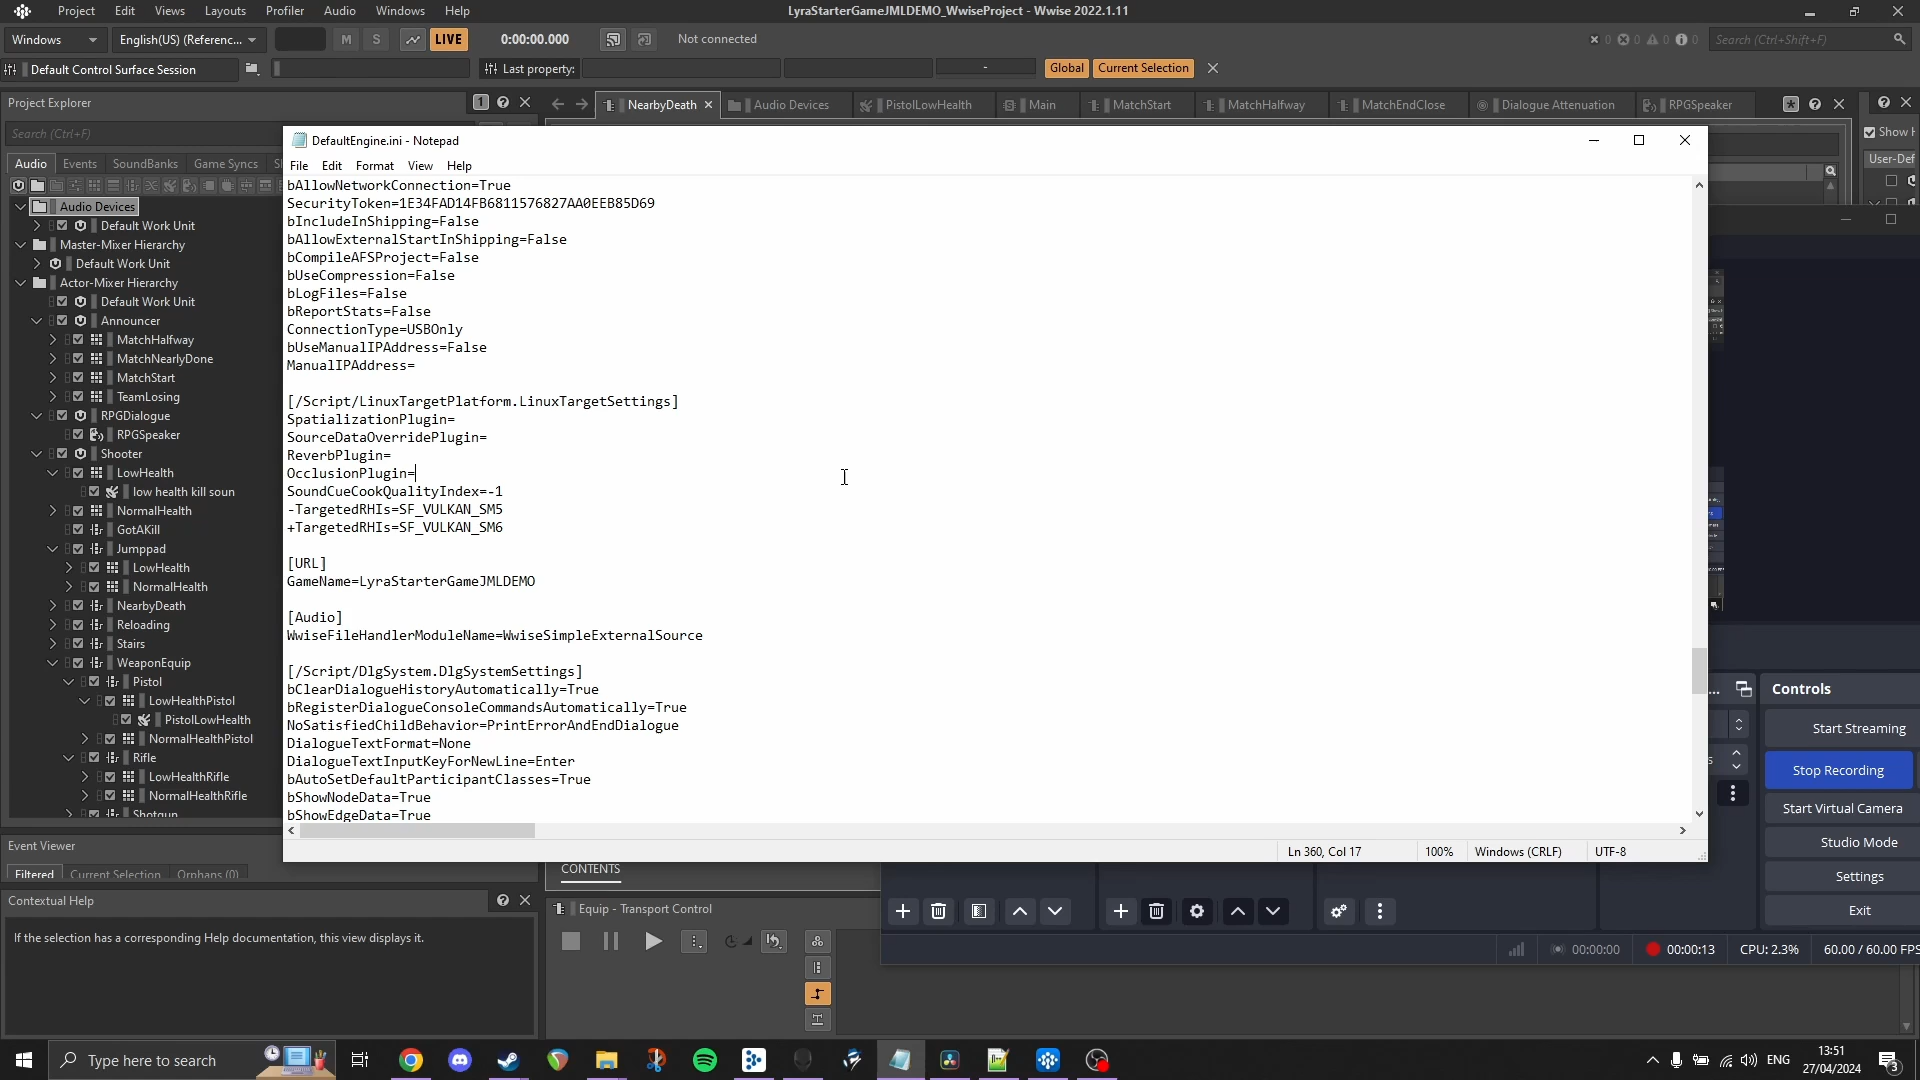 Project Edit Views Layouts Profiler Audio Windows Help
LyraStarterGameJMLDEMO_WwiseProject - Wwise 2022.1.11
Windows
English(US) (Referenc...
M S
LIVE
0:00:00.000
Not connected
0 0 0 0
Search (Ctrl+Shift+F)
Default Control Surface Session
Last property:
-
Global
Current Selection
Project Explorer
1
NearbyDeath
Audio Devices
PistolLowHealth
Main
MatchStart
MatchHalfway
MatchEndClose
Dialogue Attenuation
RPGSpeaker
Search (Ctrl+F)
Audio Events SoundBanks Game Syncs
User-Def
Audio Devices
Default Work Unit
Master-Mixer Hierarchy
Default Work Unit
Actor-Mixer Hierarchy
Default Work Unit
Announcer
MatchHalfway
MatchNearlyDone
MatchStart
TeamLosing
RPGDialogue
RPGSpeaker
Shooter
LowHealth
low health kill soun
NormalHealth
GotAKill
Jumppad
LowHealth
NormalHealth
NearbyDeath
Reloading
Stairs
WeaponEquip
Pistol
LowHealthPistol
PistolLowHealth
NormalHealthPistol
Rifle
LowHealthRifle
NormalHealthRifle
Shotgun
DefaultEngine.ini - Notepad
File Edit Format View Help
bAllowNetworkConnection=True
SecurityToken=1E34FAD14FB6811576827AA0EEB85D69
bIncludeInShipping=False
bAllowExternalStartInShipping=False
bCompileAFSProject=False
bUseCompression=False
bLogFiles=False
bReportStats=False
ConnectionType=USBOnly
bUseManualIPAddress=False
ManualIPAddress=
[/Script/LinuxTargetPlatform.LinuxTargetSettings]
SpatializationPlugin=
SourceDataOverridePlugin=
ReverbPlugin=
OcclusionPlugin=
SoundCueCookQualityIndex=-1
-TargetedRHIs=SF_VULKAN_SM5
+TargetedRHIs=SF_VULKAN_SM6
[URL]
GameName=LyraStarterGameJMLDEMO
[Audio]
WwiseFileHandlerModuleName=WwiseSimpleExternalSource
[/Script/DlgSystem.DlgSystemSettings]
bClearDialogueHistoryAutomatically=True
bRegisterDialogueConsoleCommandsAutomatically=True
NoSatisfiedChildBehavior=PrintErrorAndEndDialogue
DialogueTextFormat=None
DialogueTextInputKeyForNewLine=Enter
bAutoSetDefaultParticipantClasses=True
bShowNodeData=True
bShowEdgeData=True
Ln 360, Col 17
100%
Windows (CRLF)
UTF-8
Event Viewer
Filtered Current Selection Orphans (0)
Contextual Help
If the selection has a corresponding Help documentation, this view displays it.
CONTENTS
Equip - Transport Control
Controls
Start Streaming
Stop Recording
Start Virtual Camera
Studio Mode
Settings
Exit
00:00:00
00:00:13
CPU: 2.3%
60.00 / 60.00 FPS
Type here to search
ENG
13:51
27/04/2024
3